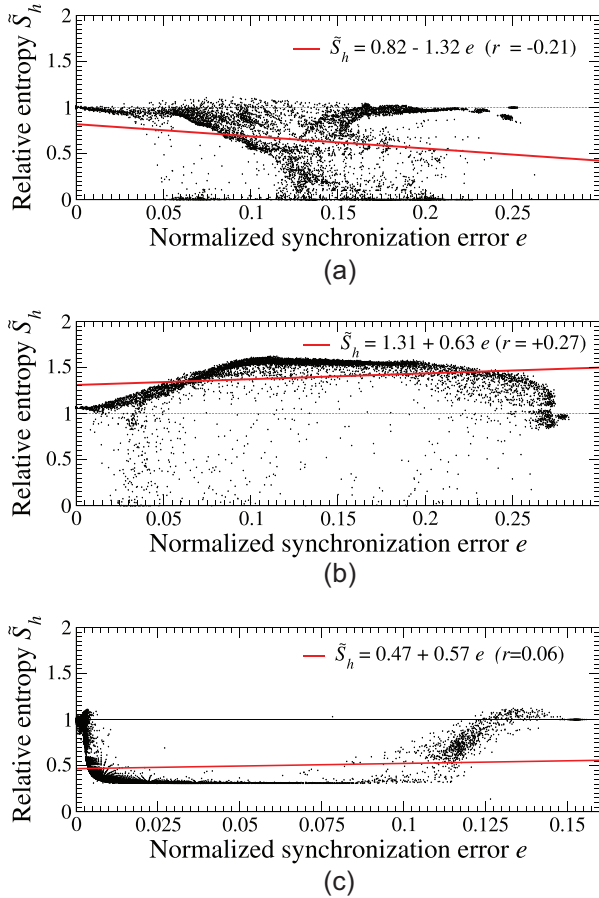 S̃h = 0.82 - 1.32 e (r = -0.21)
Relative entropy S̃h
2
1.5
1
0.5
0
0 0.05 0.1 0.15 0.2 0.25
Normalized synchronization error e
(a)
S̃h = 1.31 + 0.63 e (r = +0.27)
Relative entropy S̃h
2
1.5
1
0.5
0
0 0.05 0.1 0.15 0.2 0.25
Normalized synchronization error e
(b)
S̃h = 0.47 + 0.57 e (r=0.06)
Relative entropy S̃h
2
1.5
1
0.5
0
0 0.025 0.05 0.075 0.1 0.125 0.15
Normalized synchronization error e
(c)